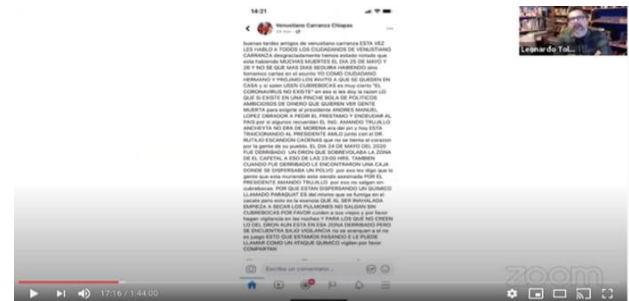 14:21
Venustiano Carranza Chiapas
buenas tardes amigos de venustiano carranza ESTA VEZ
LES HABLO A TODOS LOS CIUDADANOS DE VENUSTIANO
CARRANZA desgraciadamente hemos estado notado que
esta habiendo MUCHAS MUERTES EL DIA 25 DE MAYO Y
26 Y NO SE QUE MAS DIAS SEGUIRA HABIENDO sino
tomamos cartas en el asunto YO COMO CIUDADANO
HERMANO Y PROJIMO LOS INVITO A QUE SE QUEDEN EN
CASA y si salen USEN CUBREBOCAS es muy cierto "EL
CORONAVIRUS NO EXISTE" en eso si les doy la razon LO
QUE SI EXISTE EN UNA PINCHE BOLA DE POLITICOS
AMBICIOSOS DE DINERO QUE QUIEREN VER GENTE
MUERTA para exigirle al presidente ANDRES MANUEL
LOPEZ OBRADOR A PEDIR EL PRESTAMO Y ENDEUDAR AL
PAIS por si algunos recuerdan EL ING. AMANDO TRUJILLO
ANCHEYTA NO ERA DE MORENA era del pri y hoy ESTA
TRAICIONANDO AL PRESIDENTE AMLO junto con el DR.
RUTILIO ESCANDON CADENAS que no se tienta el corazon
por la gente de su pueblo. EL DIA 24 DE MAYO DEL 2020
FUE DERRIBADO UN DRON QUE SOBREVOLABA LA ZONA
DE EL CAFETAL A ESO DE LAS 23:00 HRS. TAMBIEN
CUANDO FUE DERRIBADO LE ENCONTRARON UNA CAJA
DONDE SE DISPERSABA UN POLVO por eso les digo que la
gente que esta muriendo esta siendo asesinada POR EL
PRESIDENTE AMANDO TRUJILLO por eso no salgan sin
cubrebocas POR QUE ESTAN DISPERSANDO UN QUIMICO
LLAMADO PARAQUAT ES del mismo que se fumiga en el
zacate pero esto es la esencia QUE AL SER INHALADA
EMPIEZA A SECAR LOS PULMONES NO SALGAN SIN
CUBREBOCAS POR FAVOR cuiden a sus viejos y por favor
hagan vigilancia en las noches Y PARA LOS QUE NO CREEN
LO DEL DRON AUN ESTA EN ESA ZONA DERRIBADO PERO
SE ENCUENTRA BAJO VIGILANCIA no se acerquen a el no
es juego ESTO QUE ESTAMOS PASANDO E LE PUEDE
LLAMAR COMO UN ATAQUE QUIMICO vigilen por favor
COMPARTAN
Escribe un comentario...
Leonardo Tol...
zoom
17:16 / 1:44:00